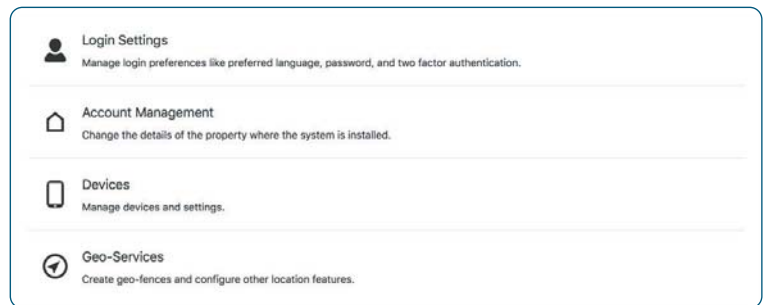 Login Settings
Manage login preferences like preferred language, password, and two factor authentication.
Account Management
Change the details of the property where the system is installed.
Devices
Manage devices and settings.
Geo-Services
Create geo-fences and configure other location features.